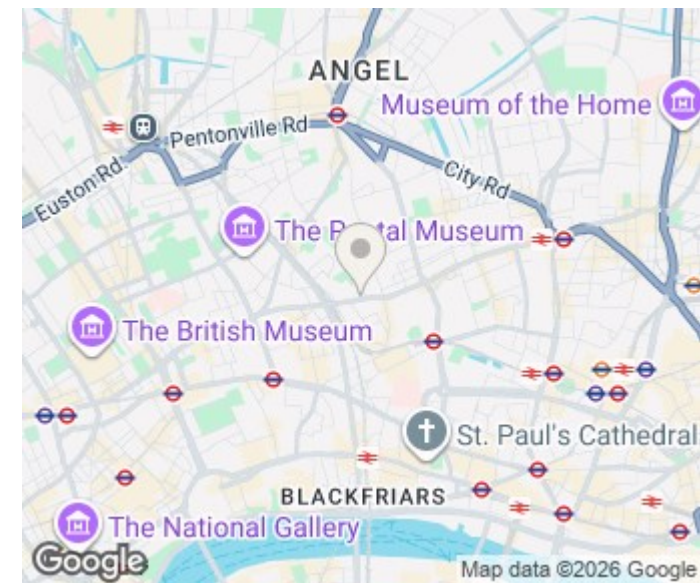 ANGEL
Museum of the Home
Pentonville Rd
Euston Rd
City Rd
The Postal Museum
The British Museum
St. Paul's Cathedral
BLACKFRIARS
The National Gallery
Google
Map data ©2026 Google